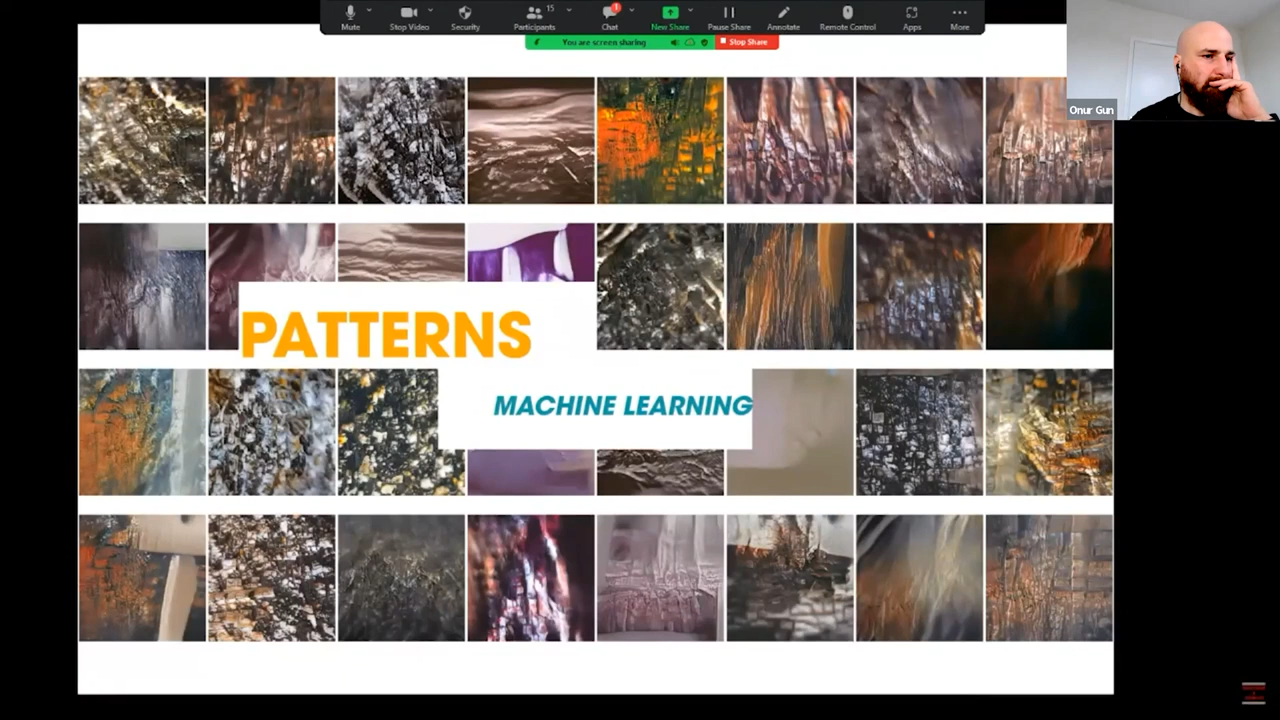 15
1
Mute
Stop Video
Security
Participants
Chat
New Share
Pause Share
Annotate
Remote Control
Apps
More
You are screen sharing
Stop Share
Onur Gun
PATTERNS
MACHINE LEARNING